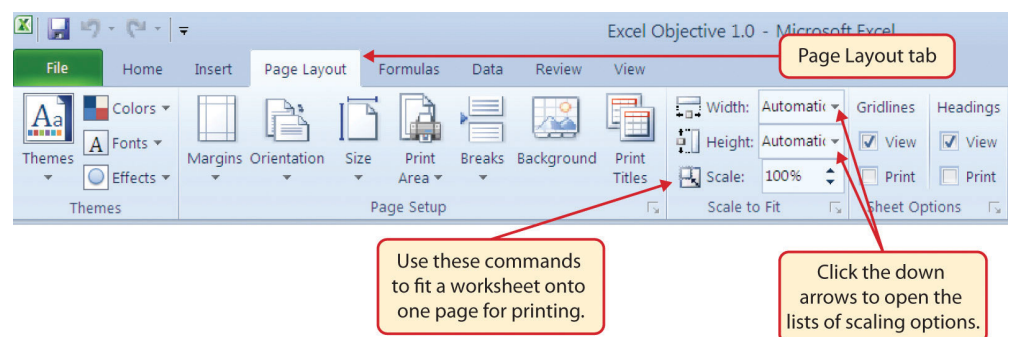 Excel Objective 1.0 - Microsoft Excel
Page Layout tab
File Home Insert Page Layout Formulas Data Review View
Colors
Fonts
Effects
Themes
Themes
Margins Orientation Size Print Area Breaks Background Print Titles
Page Setup
Width: Automatic
Height: Automatic
Scale: 100%
Scale to Fit
Gridlines Headings
View View
Print Print
Sheet Options
Use these commands
to fit a worksheet onto
one page for printing.
Click the down
arrows to open the
lists of scaling options.